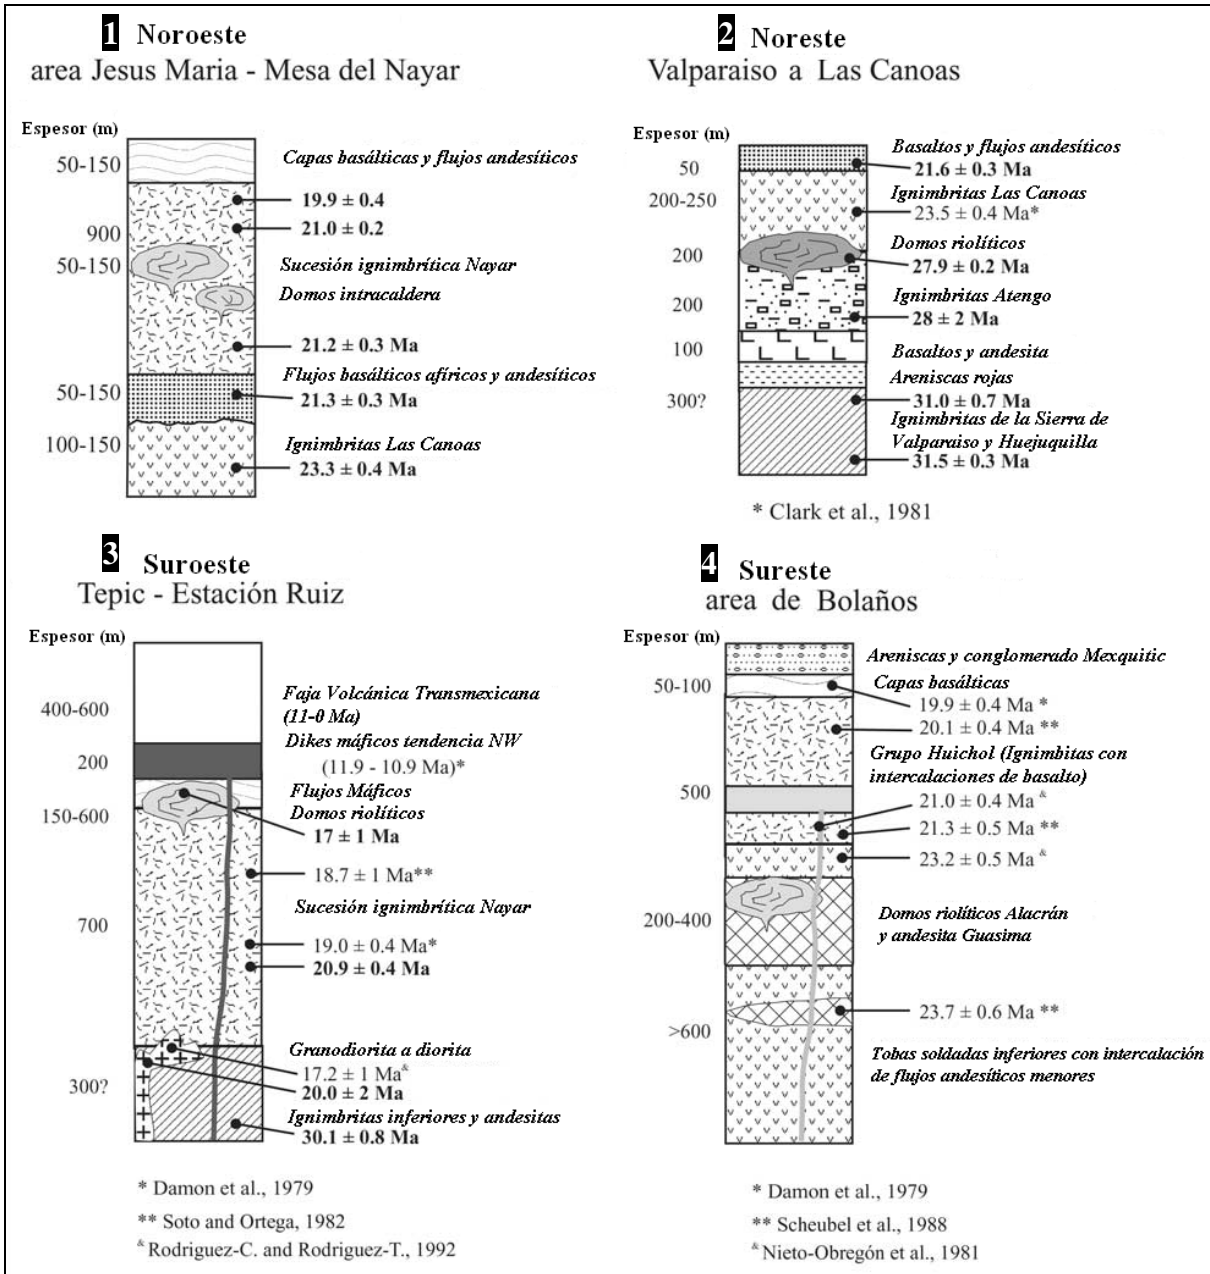 1 Noroeste
area Jesus Maria - Mesa del Nayar
Espesor (m)
50-150
Capas basálticas y flujos andesíticos
19.9 ± 0.4
21.0 ± 0.2
900
50-150
Sucesión ignimbrítica Nayar
Domos intracaldera
21.2 ± 0.3 Ma
Flujos basálticos afíricos y andesíticos
50-150
21.3 ± 0.3 Ma
100-150
Ignimbritas Las Canoas
23.3 ± 0.4 Ma
2 Noreste
Valparaiso a Las Canoas
Espesor (m)
Basaltos y flujos andesíticos
50
21.6 ± 0.3 Ma
200-250
Ignimbritas Las Canoas
23.5 ± 0.4 Ma*
Domos riolíticos
200
27.9 ± 0.2 Ma
Ignimbritas Atengo
200
28 ± 2 Ma
100
Basaltos y andesita
Areniscas rojas
300?
31.0 ± 0.7 Ma
Ignimbritas de la Sierra de
Valparaiso y Huejuquilla
31.5 ± 0.3 Ma
* Clark et al., 1981
3 Suroeste
Tepic - Estación Ruiz
Espesor (m)
Faja Volcánica Transmexicana
400-600
(11-0 Ma)
Dikes máficos tendencia NW
200
(11.9 - 10.9 Ma)*
Flujos Máficos
150-600
Domos riolíticos
17 ± 1 Ma
18.7 ± 1 Ma**
Sucesión ignimbrítica Nayar
700
19.0 ± 0.4 Ma*
20.9 ± 0.4 Ma
Granodiorita a diorita
17.2 ± 1 Ma&
300?
20.0 ± 2 Ma
Ignimbritas inferiores y andesitas
30.1 ± 0.8 Ma
* Damon et al., 1979
** Soto and Ortega, 1982
& Rodriguez-C. and Rodriguez-T., 1992
4 Sureste
area de Bolaños
Espesor (m)
Areniscas y conglomerado Mexquitic
50-100
Capas basálticas
19.9 ± 0.4 Ma *
20.1 ± 0.4 Ma **
Grupo Huichol (Ignimbitas con
intercalaciones de basalto)
500
21.0 ± 0.4 Ma &
21.3 ± 0.5 Ma **
23.2 ± 0.5 Ma &
200-400
Domos riolíticos Alacrán
y andesita Guasima
23.7 ± 0.6 Ma **
>600
Tobas soldadas inferiores con intercalación
de flujos andesíticos menores
* Damon et al., 1979
** Scheubel et al., 1988
& Nieto-Obregón et al., 1981